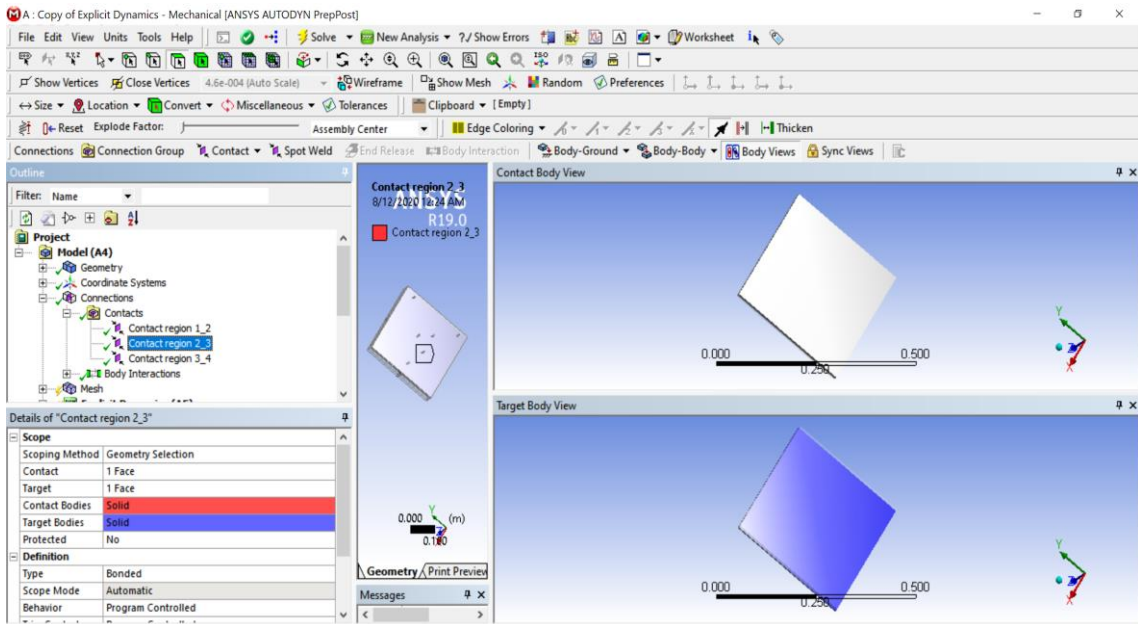 A : Copy of Explicit Dynamics - Mechanical [ANSYS AUTODYN PrepPost]
File Edit View Units Tools Help Solve New Analysis ?/ Show Errors Worksheet
Show Vertices Close Vertices 4.6e-004 (Auto Scale) Wireframe Show Mesh Random Preferences
Size Location Convert Miscellaneous Tolerances Clipboard [Empty]
Reset Explode Factor: Assembly Center Edge Coloring Thicken
Connections Connection Group Contact Spot Weld End Release Body Interaction Body-Ground Body-Body Body Views Sync Views
Outline
Filter: Name
Project
Model (A4)
Geometry
Coordinate Systems
Connections
Contacts
Contact region 1_2
Contact region 2_3
Contact region 3_4
Body Interactions
Mesh
Details of "Contact region 2_3"
Scope
Scoping Method Geometry Selection
Contact 1 Face
Target 1 Face
Contact Bodies Solid
Target Bodies Solid
Protected No
Definition
Type Bonded
Scope Mode Automatic
Behavior Program Controlled
Contact region 2_3
8/12/2020 12:24 AM
ANSYS
R19.0
Contact region 2_3
Y
0.000 (m)
0.100
Geometry Print Preview
Messages
Contact Body View
0.000 0.500
0.250
Y
Z
X
Target Body View
0.000 0.500
0.250
Y
Z
X